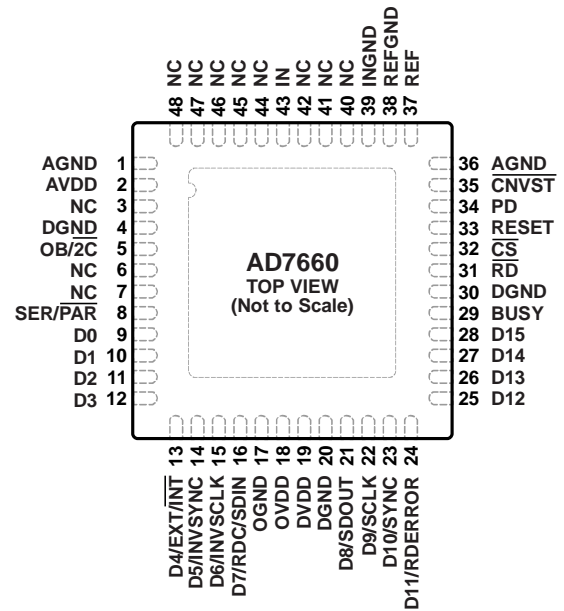 48 NC
47 NC
46 NC
45 NC
44 NC
43 IN
42 NC
41 NC
40 NC
39 INGND
38 REFGND
37 REF
AGND 1
AVDD 2
NC 3
DGND 4
OB/2C̅ 5
NC 6
NC 7
SER/P̅A̅R̅ 8
D0 9
D1 10
D2 11
D3 12
AD7660
TOP VIEW
(Not to Scale)
36 AGND
35 C̅N̅V̅S̅T̅
34 PD
33 RESET
32 C̅S̅
31 R̅D̅
30 DGND
29 BUSY
28 D15
27 D14
26 D13
25 D12
D4/EXT/I̅N̅T̅ 13
D5/INVSYNC 14
D6/INVSCLK 15
D7/RDC/SDIN 16
OGND 17
OVDD 18
DVDD 19
DGND 20
D8/SDOUT 21
D9/SCLK 22
D10/SYNC 23
D11/RDERROR 24